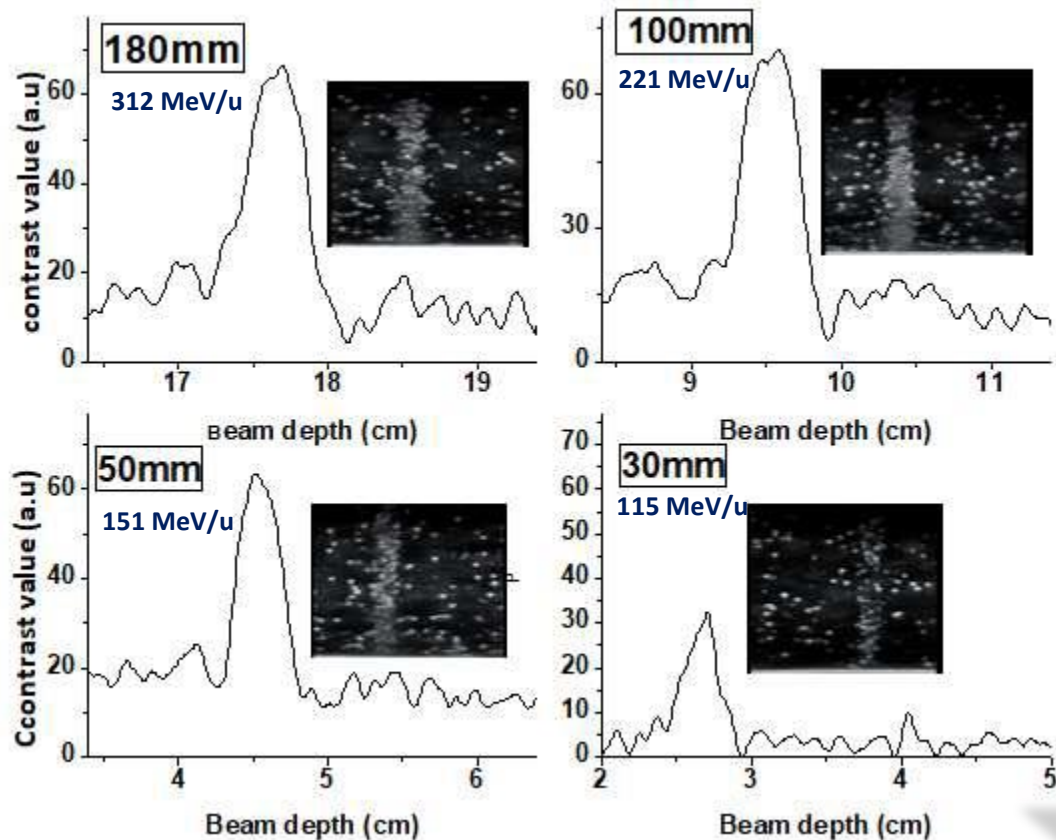 180mm
312 MeV/u
contrast value (a.u)
60
40
20
0
17
18
19
Beam depth (cm)
100mm
221 MeV/u
60
30
0
9
10
11
Beam depth (cm)
50mm
151 MeV/u
Ccontrast value (a.u)
60
40
20
0
4
5
6
Beam depth (cm)
30mm
115 MeV/u
70
60
50
40
30
20
10
0
2
3
4
5
Beam depth (cm)